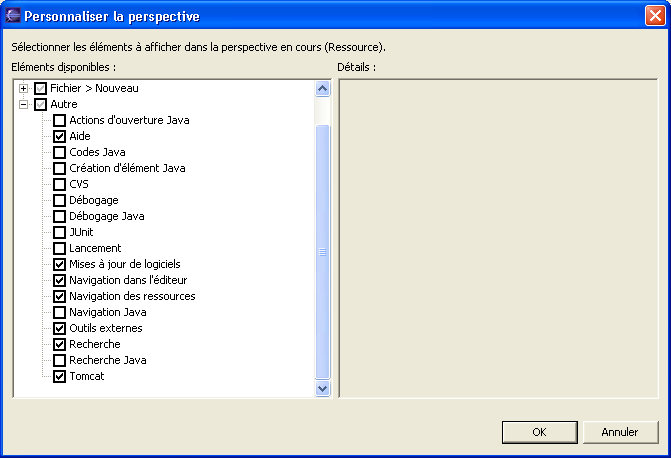 Personnaliser la perspective
Sélectionner les éléments à afficher dans la perspective en cours (Ressource).
Eléments disponibles :
Détails :
Fichier > Nouveau
Autre
Actions d'ouverture Java
Aide
Codes Java
Création d'élément Java
CVS
Débogage
Débogage Java
JUnit
Lancement
Mises à jour de logiciels
Navigation dans l'éditeur
Navigation des ressources
Navigation Java
Outils externes
Recherche
Recherche Java
Tomcat
OK
Annuler